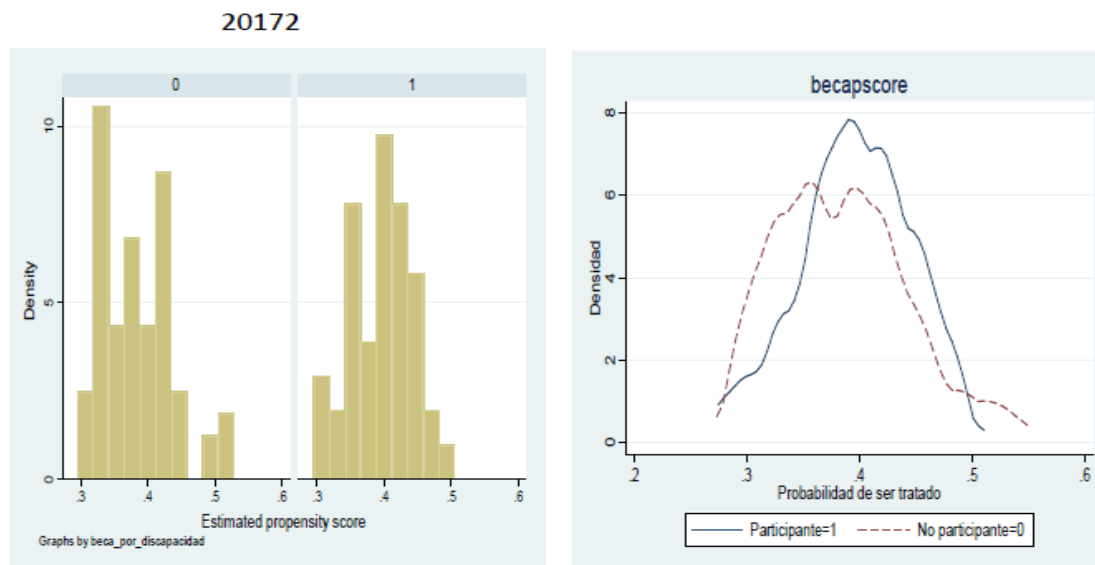 20172
0 1
Density
0 5 10
.3 .4 .5 .6 .3 .4 .5 .6
Estimated propensity score
Graphs by beca_por_discapacidad
becapscore
Densidad
0 2 4 6 8
.2 .3 .4 .5 .6
Probabilidad de ser tratado
Participante=1 No participante=0